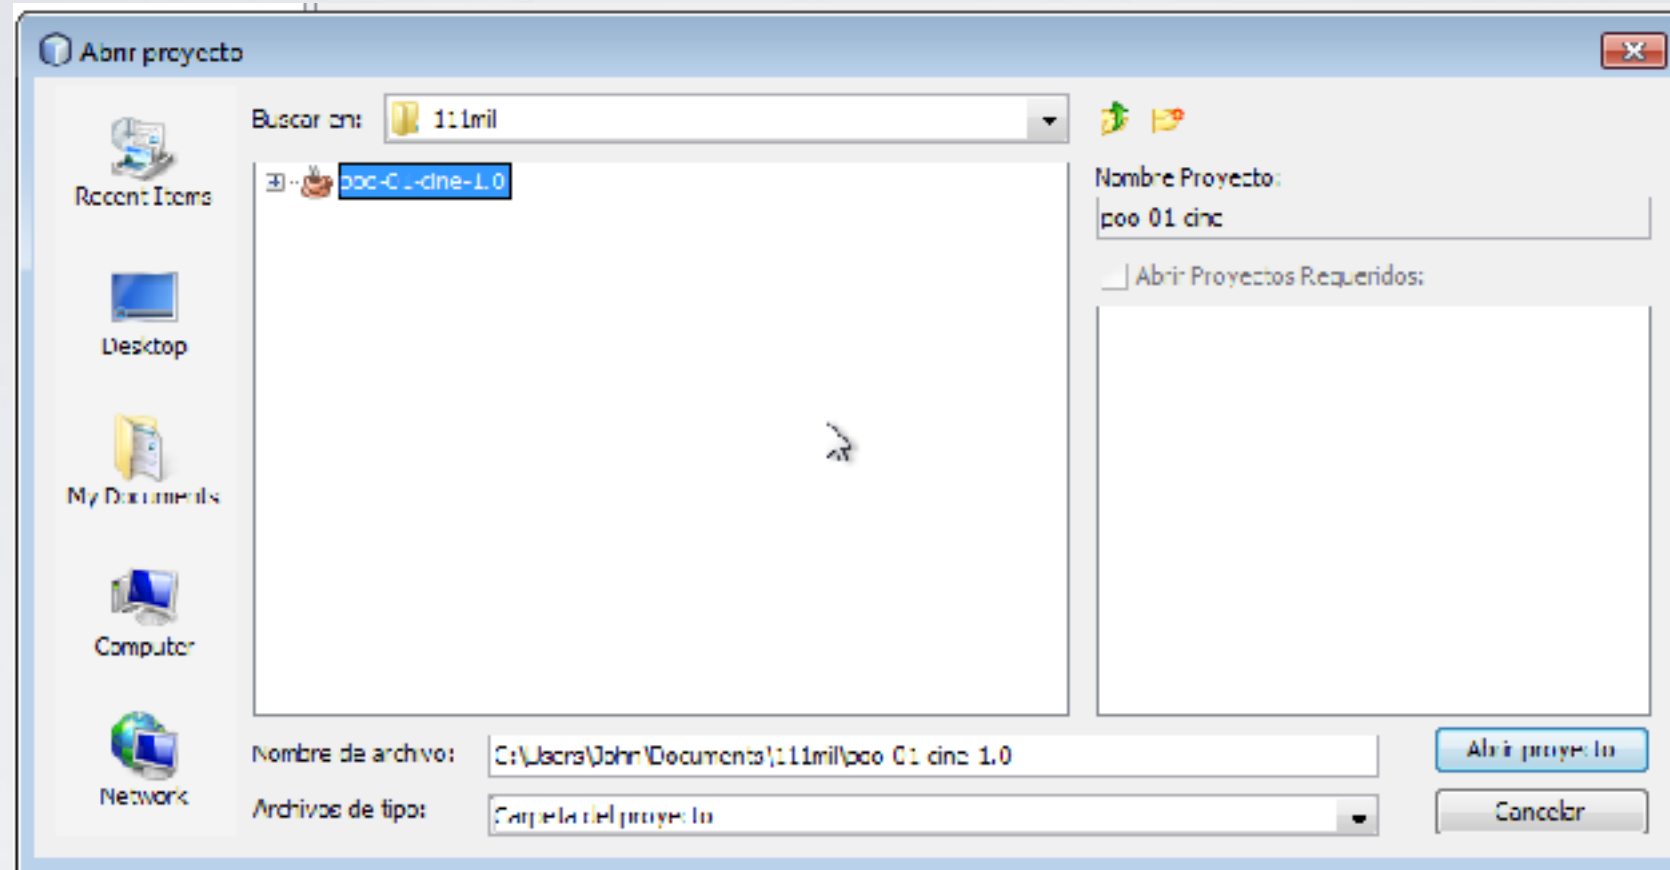 Abrir proyecto
Buscar en: 111mil
Recent Items
Desktop
My Documents
Computer
Network
poo-01-cine-1.0
Nombre Proyecto:
poo-01-cine
Abrir Proyectos Requeridos:
Nombre de archivo: C:\Users\John\Documents\111mil\poo-01-cine-1.0
Abrir proyecto
Archivos de tipo: Carpeta del proyecto
Cancelar